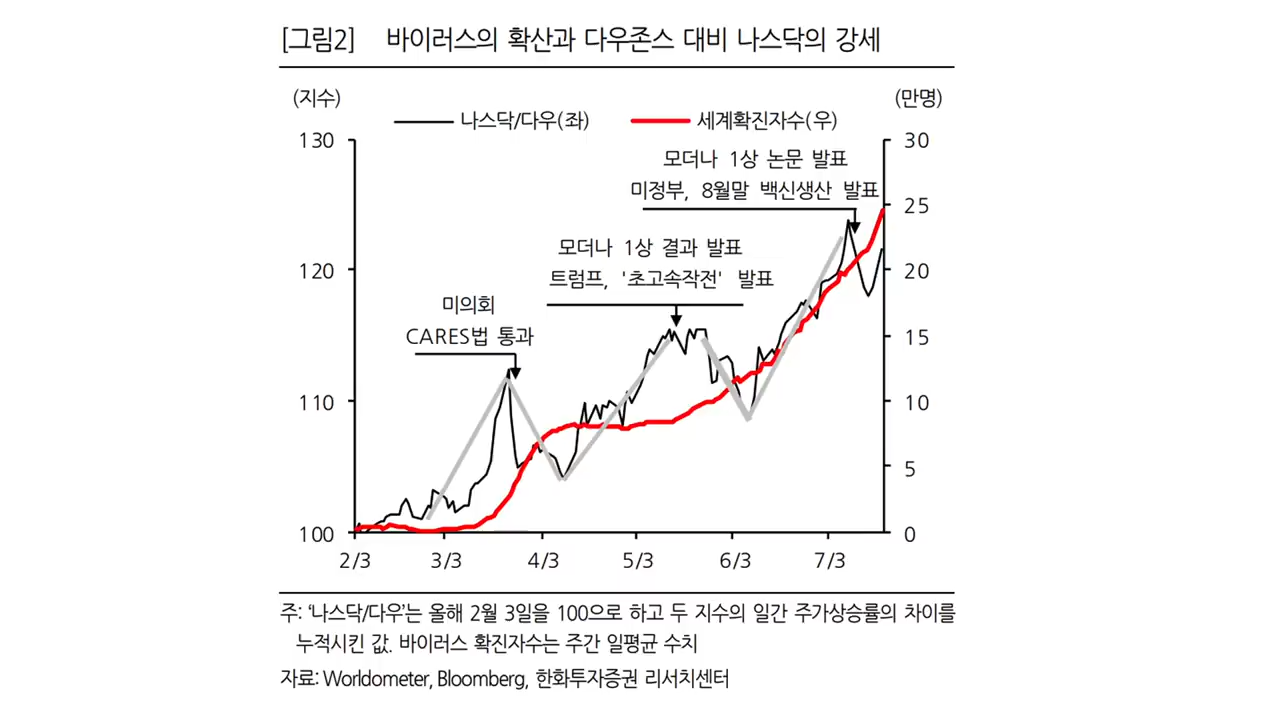 [그림2] 바이러스의 확산과 다우존스 대비 나스닥의 강세
(지수)
(만명)
나스닥/다우(좌)
세계확진자수(우)
130
30
모더나 1상 논문 발표
미정부, 8월말 백신생산 발표
25
모더나 1상 결과 발표
트럼프, '초고속작전' 발표
120
20
미의회
CARES법 통과
15
110
10
5
100
0
2/3 3/3 4/3 5/3 6/3 7/3
주: '나스닥/다우'는 올해 2월 3일을 100으로 하고 두 지수의 일간 주가상승률의 차이를
누적시킨 값. 바이러스 확진자수는 주간 일평균 수치
자료: Worldometer, Bloomberg, 한화투자증권 리서치센터